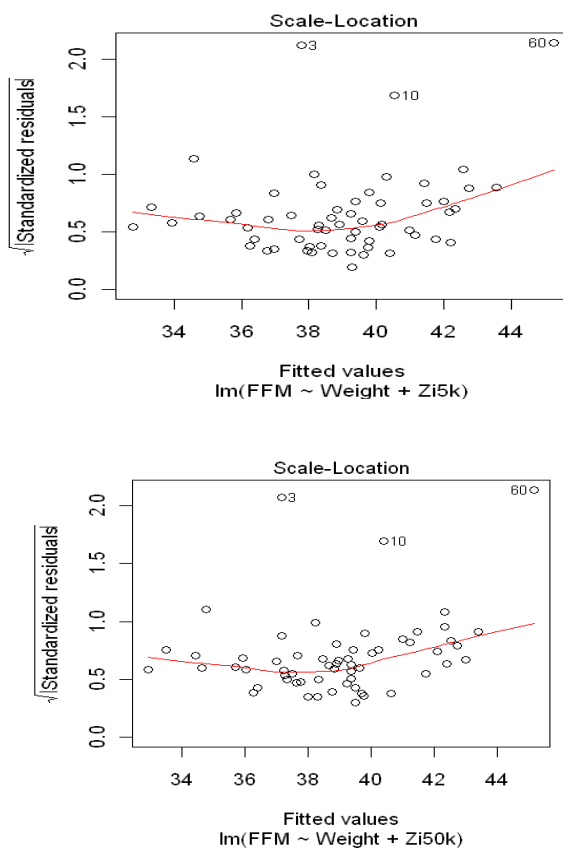 Scale-Location
√|Standardized residuals|
2.0
1.5
1.0
0.5
0.0
3
60
10
34 36 38 40 42 44
Fitted values
lm(FFM ~ Weight + Zi5k)
Scale-Location
√|Standardized residuals|
2.0
1.5
1.0
0.5
0.0
3
60
10
34 36 38 40 42 44
Fitted values
lm(FFM ~ Weight + Zi50k)